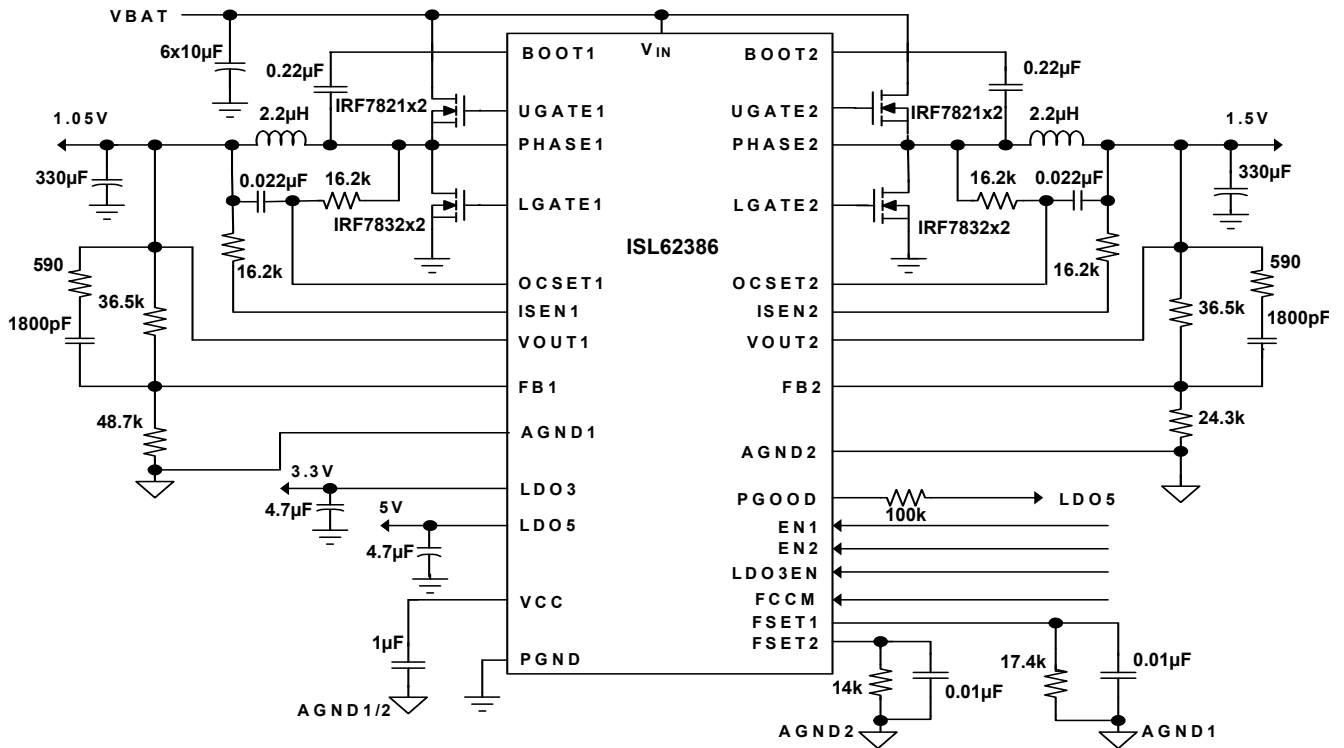 VBAT
6x10µF
0.22µF
BOOT1
VIN
BOOT2
0.22µF
IRF7821x2
UGATE1
UGATE2
IRF7821x2
1.05V
2.2µH
PHASE1
PHASE2
2.2µH
1.5V
330µF
0.022µF
16.2k
LGATE1
IRF7832x2
LGATE2
IRF7832x2
16.2k
0.022µF
330µF
ISL62386
16.2k
OCSET1
OCSET2
16.2k
590
36.5k
1800pF
ISEN1
ISEN2
590
36.5k
1800pF
VOUT1
VOUT2
FB1
FB2
48.7k
24.3k
AGND1
AGND2
3.3V
LDO3
4.7µF
PGOOD
100k
LDO5
5V
LDO5
4.7µF
EN1
EN2
LDO3EN
FCCM
VCC
FSET1
FSET2
1µF
PGND
AGND1/2
14k
0.01µF
AGND2
17.4k
0.01µF
AGND1